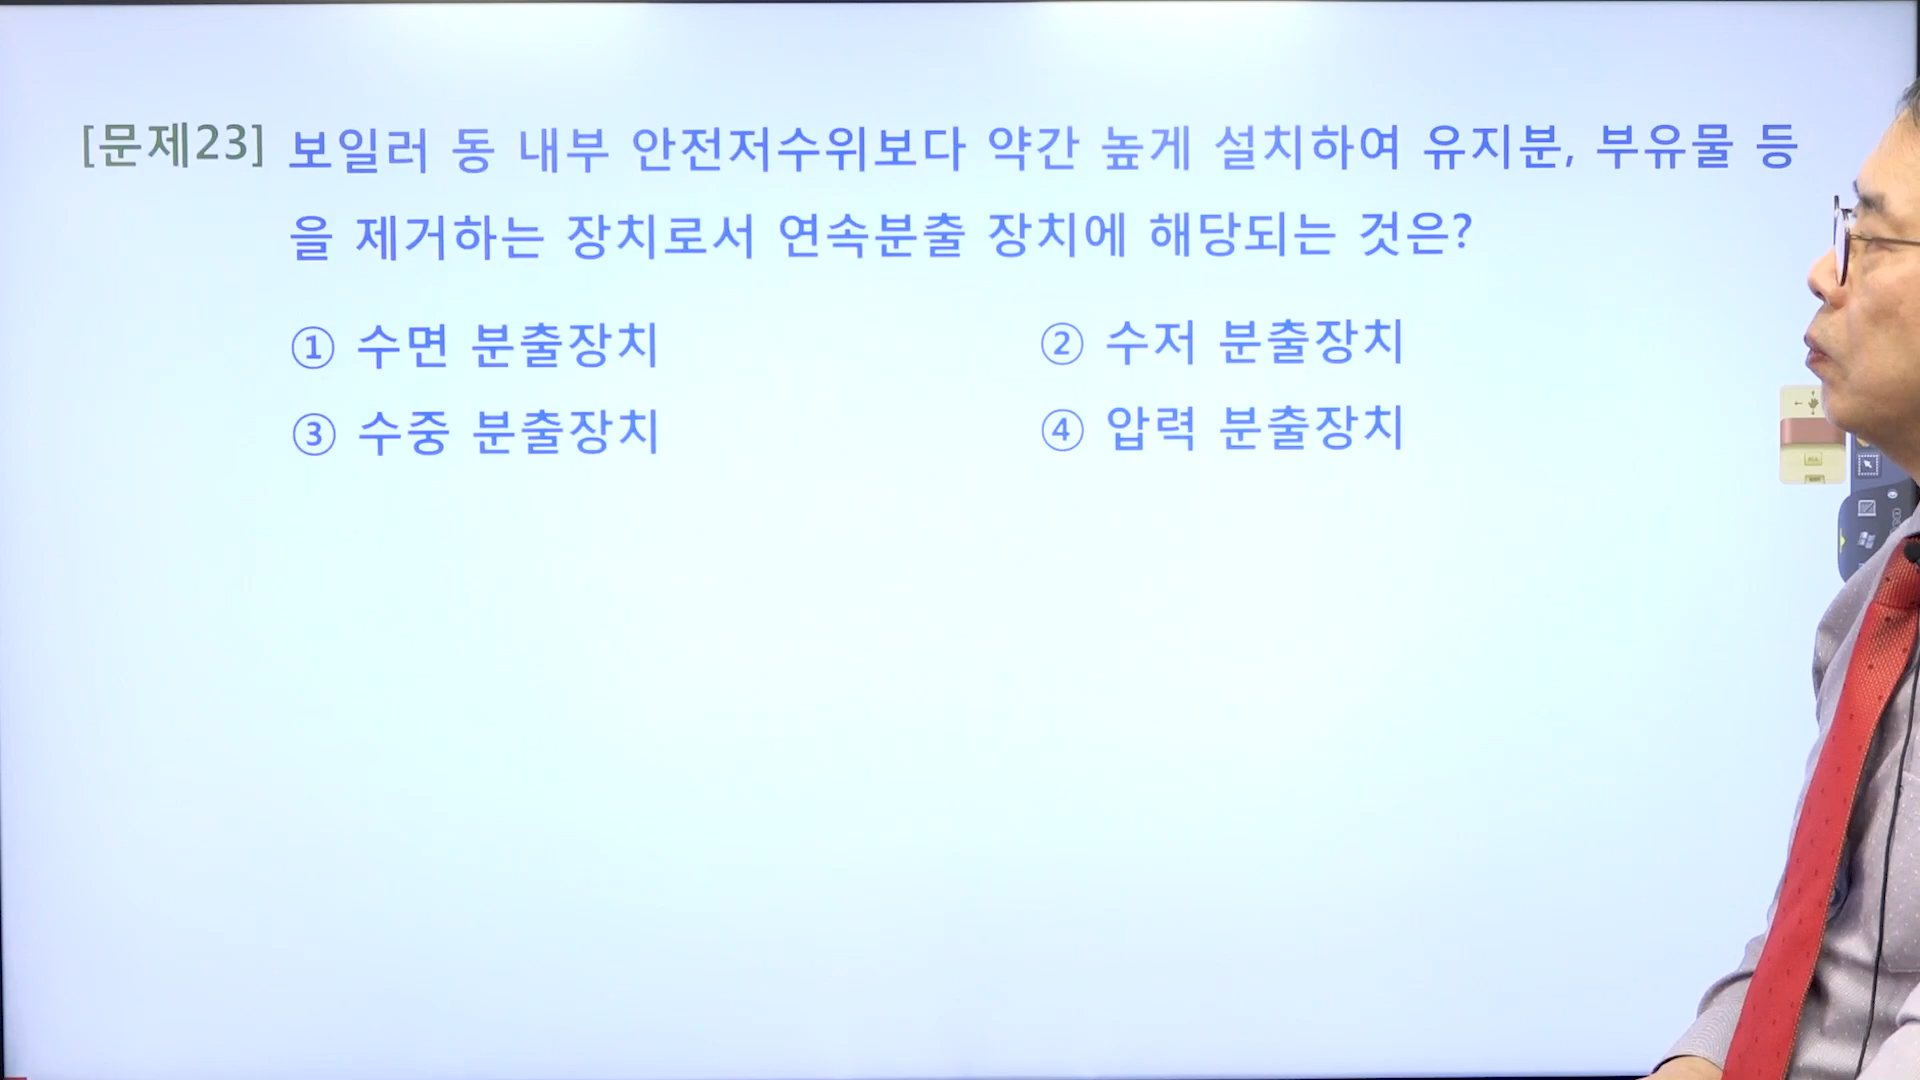 [문제23] 보일러 동 내부 안전저수위보다 약간 높게 설치하여 유지분, 부유물 등
을 제거하는 장치로서 연속분출 장치에 해당되는 것은?
① 수면 분출장치 ② 수저 분출장치
③ 수중 분출장치 ④ 압력 분출장치